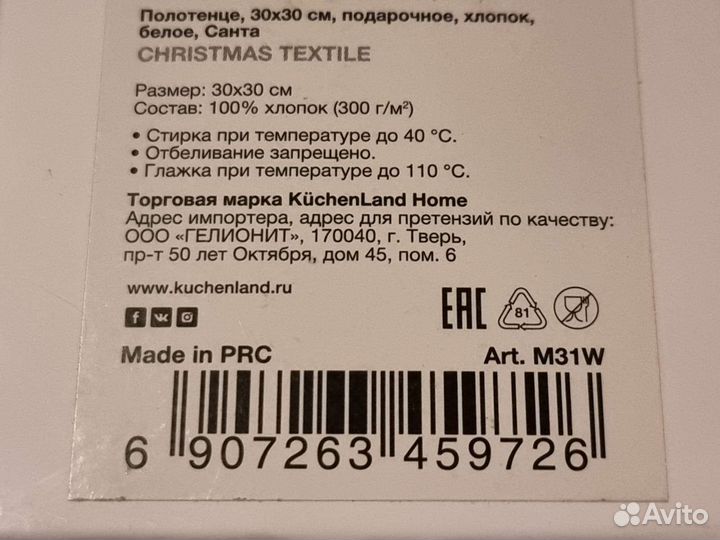 Полотенце, 30х30 см, подарочное, хлопок,
белое, Санта
CHRISTMAS TEXTILE
Размер: 30х30 см
Состав: 100% хлопок (300 г/м²)
• Стирка при температуре до 40 °C.
• Отбеливание запрещено.
• Глажка при температуре до 110 °C.
Торговая марка KüchenLand Home
Адрес импортера, адрес для претензий по качеству:
ООО «ГЕЛИОНИТ», 170040, г. Тверь,
пр-т 50 лет Октября, дом 45, пом. 6
www.kuchenland.ru
EAC 81
Made in PRC Art. M31W
6 907263 459726
Avito